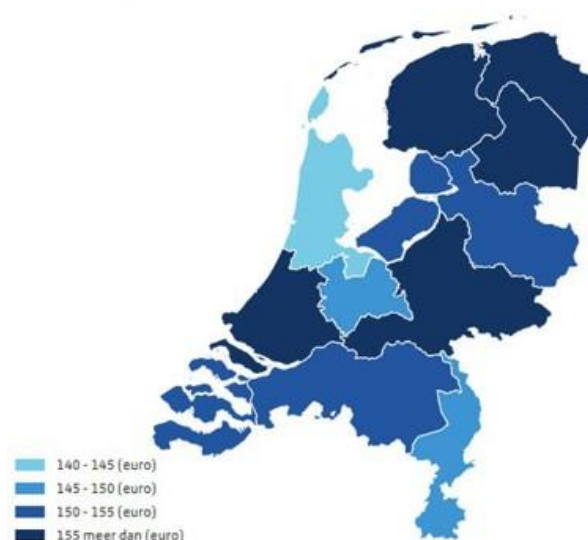 140 - 145 (euro)
145 - 150 (euro)
150 - 155 (euro)
155 meer dan (euro)